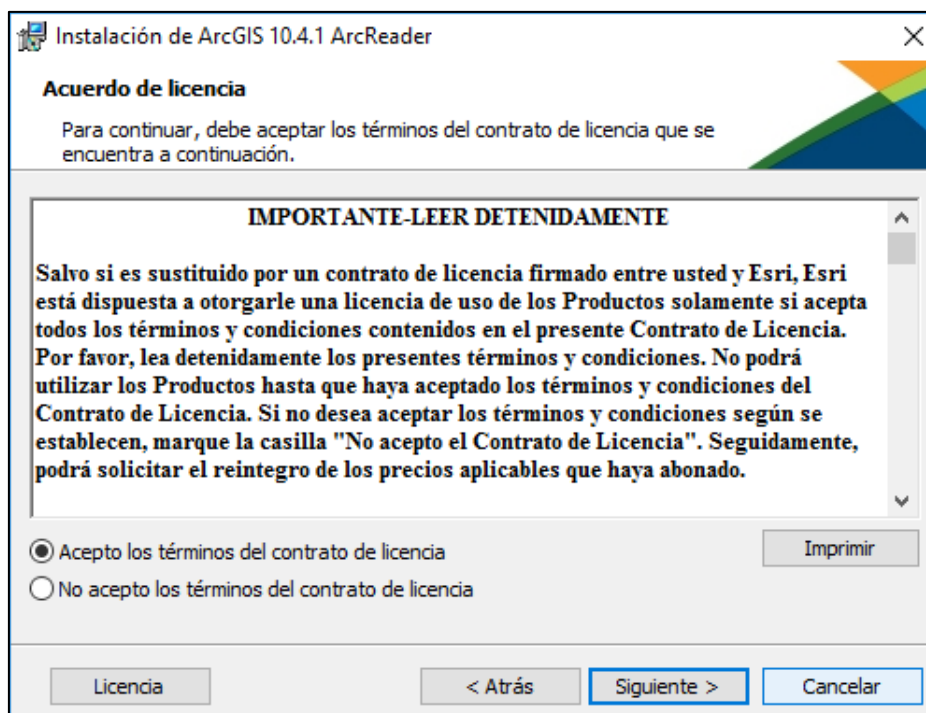 Instalación de ArcGIS 10.4.1 ArcReader
Acuerdo de licencia
Para continuar, debe aceptar los términos del contrato de licencia que se
encuentra a continuación.
IMPORTANTE-LEER DETENIDAMENTE
Salvo si es sustituido por un contrato de licencia firmado entre usted y Esri, Esri
está dispuesta a otorgarle una licencia de uso de los Productos solamente si acepta
todos los términos y condiciones contenidos en el presente Contrato de Licencia.
Por favor, lea detenidamente los presentes términos y condiciones. No podrá
utilizar los Productos hasta que haya aceptado los términos y condiciones del
Contrato de Licencia. Si no desea aceptar los términos y condiciones según se
establecen, marque la casilla "No acepto el Contrato de Licencia". Seguidamente,
podrá solicitar el reintegro de los precios aplicables que haya abonado.
Acepto los términos del contrato de licencia
Imprimir
No acepto los términos del contrato de licencia
Licencia
< Atrás
Siguiente >
Cancelar